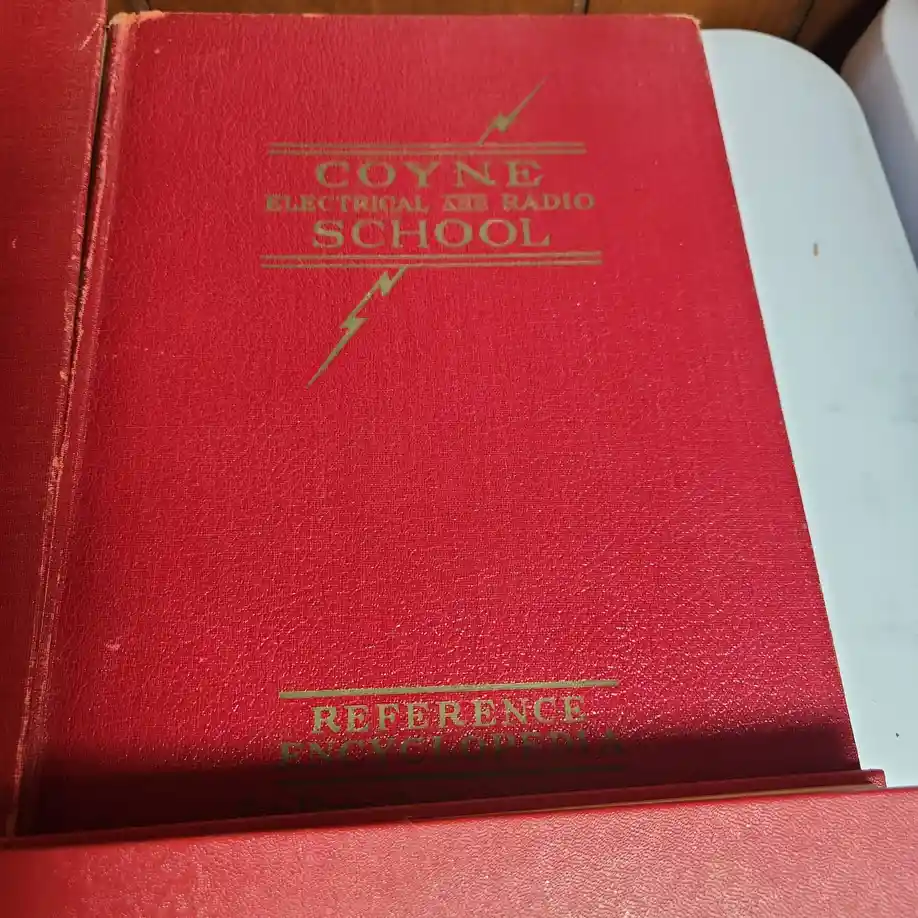 COYNE
ELECTRICAL AND RADIO
SCHOOL
REFERENCE
ENCYCLOPEDIA